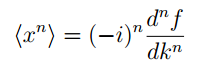 ⟨xⁿ⟩ = (−i)ⁿ dⁿf / dkⁿ